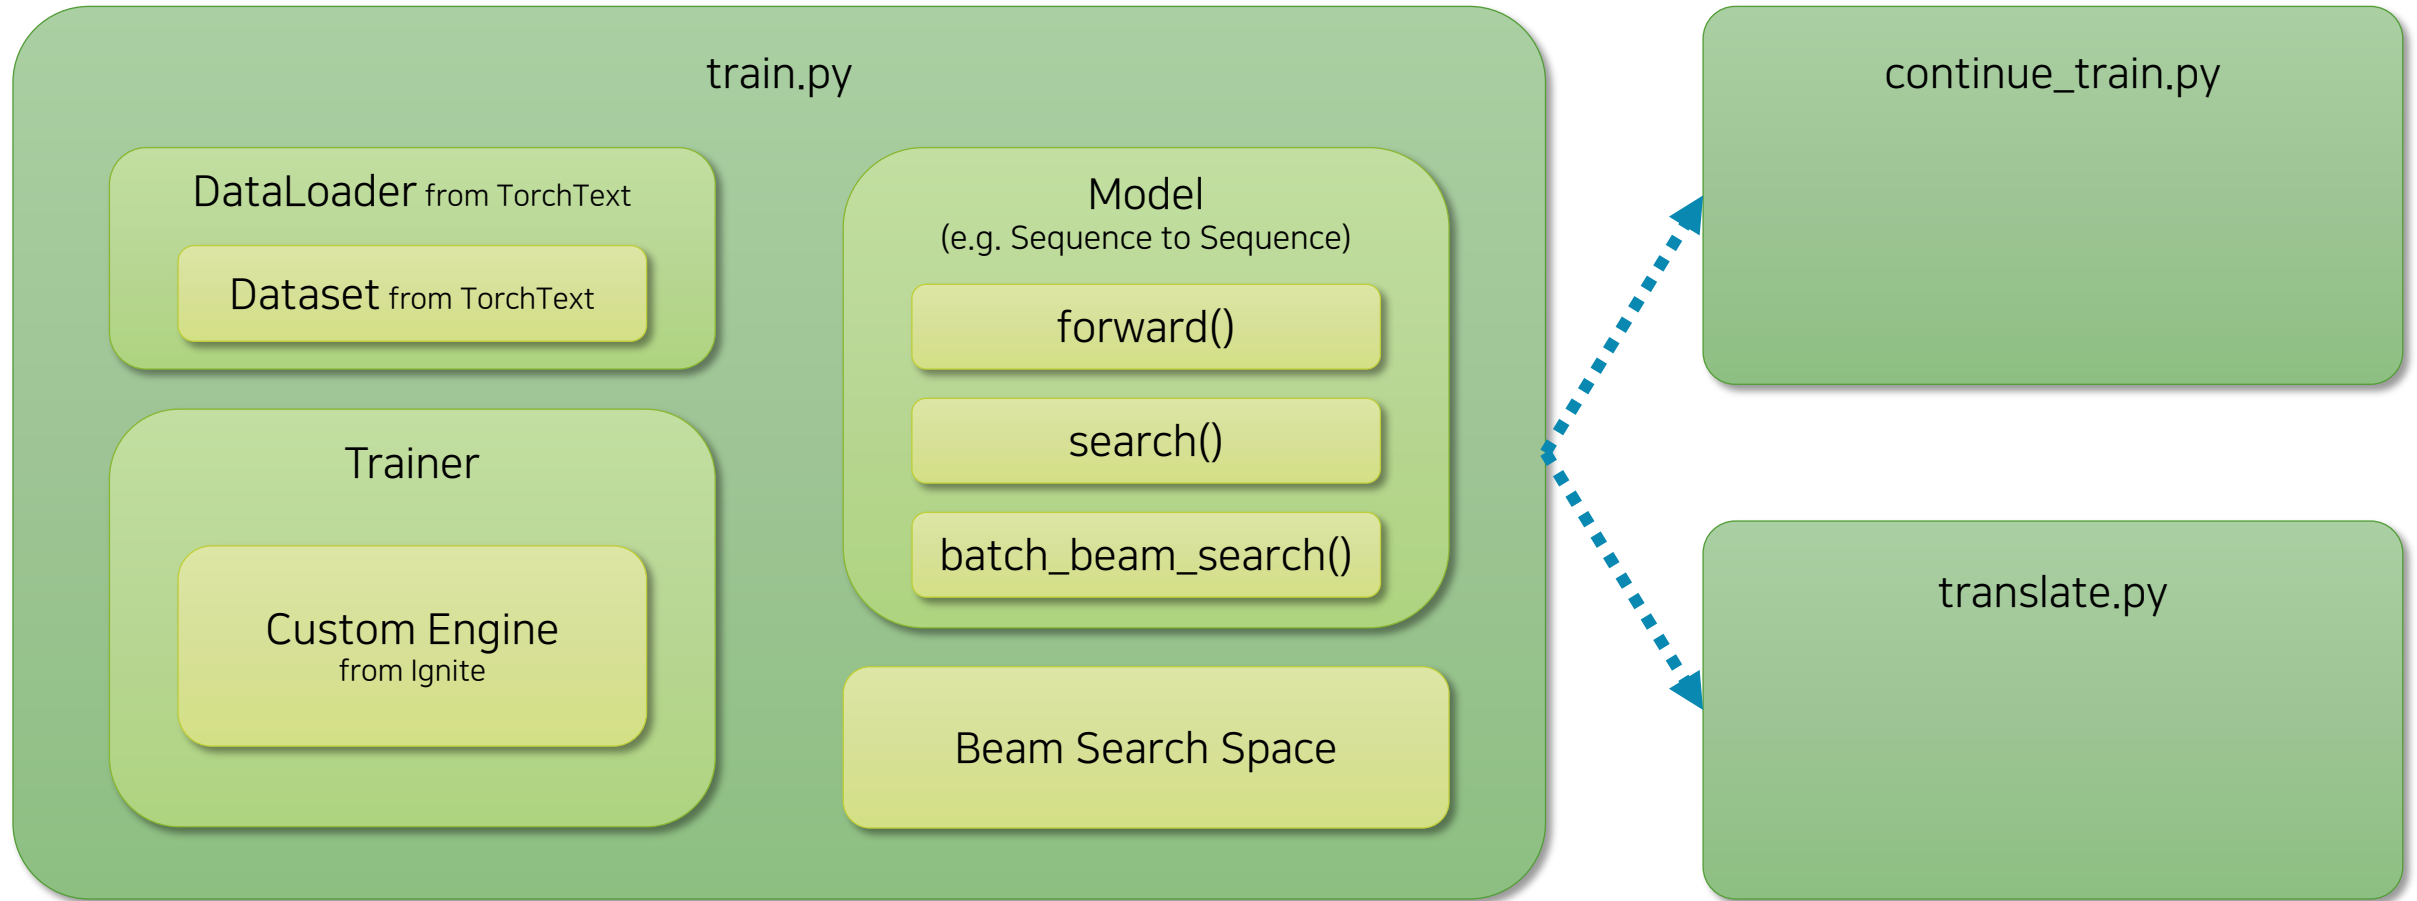 train.py
DataLoader from TorchText
Dataset from TorchText
Trainer
Custom Engine
from Ignite
Model
(e.g. Sequence to Sequence)
forward()
search()
batch_beam_search()
Beam Search Space
continue_train.py
translate.py